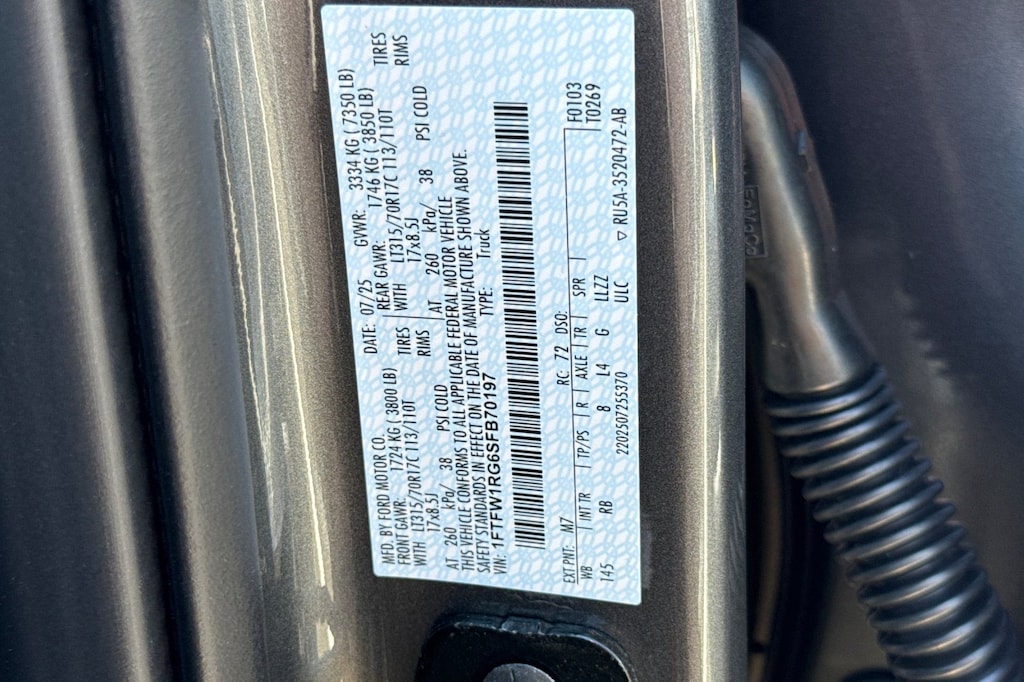 MFD. BY FORD MOTOR CO.
DATE: 07/25 GVWR: 3334 KG ( 7350 LB)
FRONT GAWR: 1724 KG ( 3800 LB) REAR GAWR: 1746 KG ( 3850 LB)
WITH: LT315/70R17C 113/110T TIRES WITH LT315/70R17C 113/110T TIRES
17x8.5J RIMS 17x8.5J RIMS
AT 260 kPa/ 38 PSI COLD AT 260 kPa/ 38 PSI COLD
THIS VEHICLE CONFORMS TO ALL APPLICABLE FEDERAL MOTOR VEHICLE
SAFETY STANDARDS IN EFFECT ON THE DATE OF MANUFACTURE SHOWN ABOVE.
VIN: 1FTFW1RG6SFB70197 TYPE: Truck
F0103
T0269
EXT PNT: M7 RC: 72 DSO:
WB INT TR TP/PS R AXLE TR SPR
145 RB 8 L4 G LLZZ
2202507255370 ULC ▽ RU5A-3520472-AB